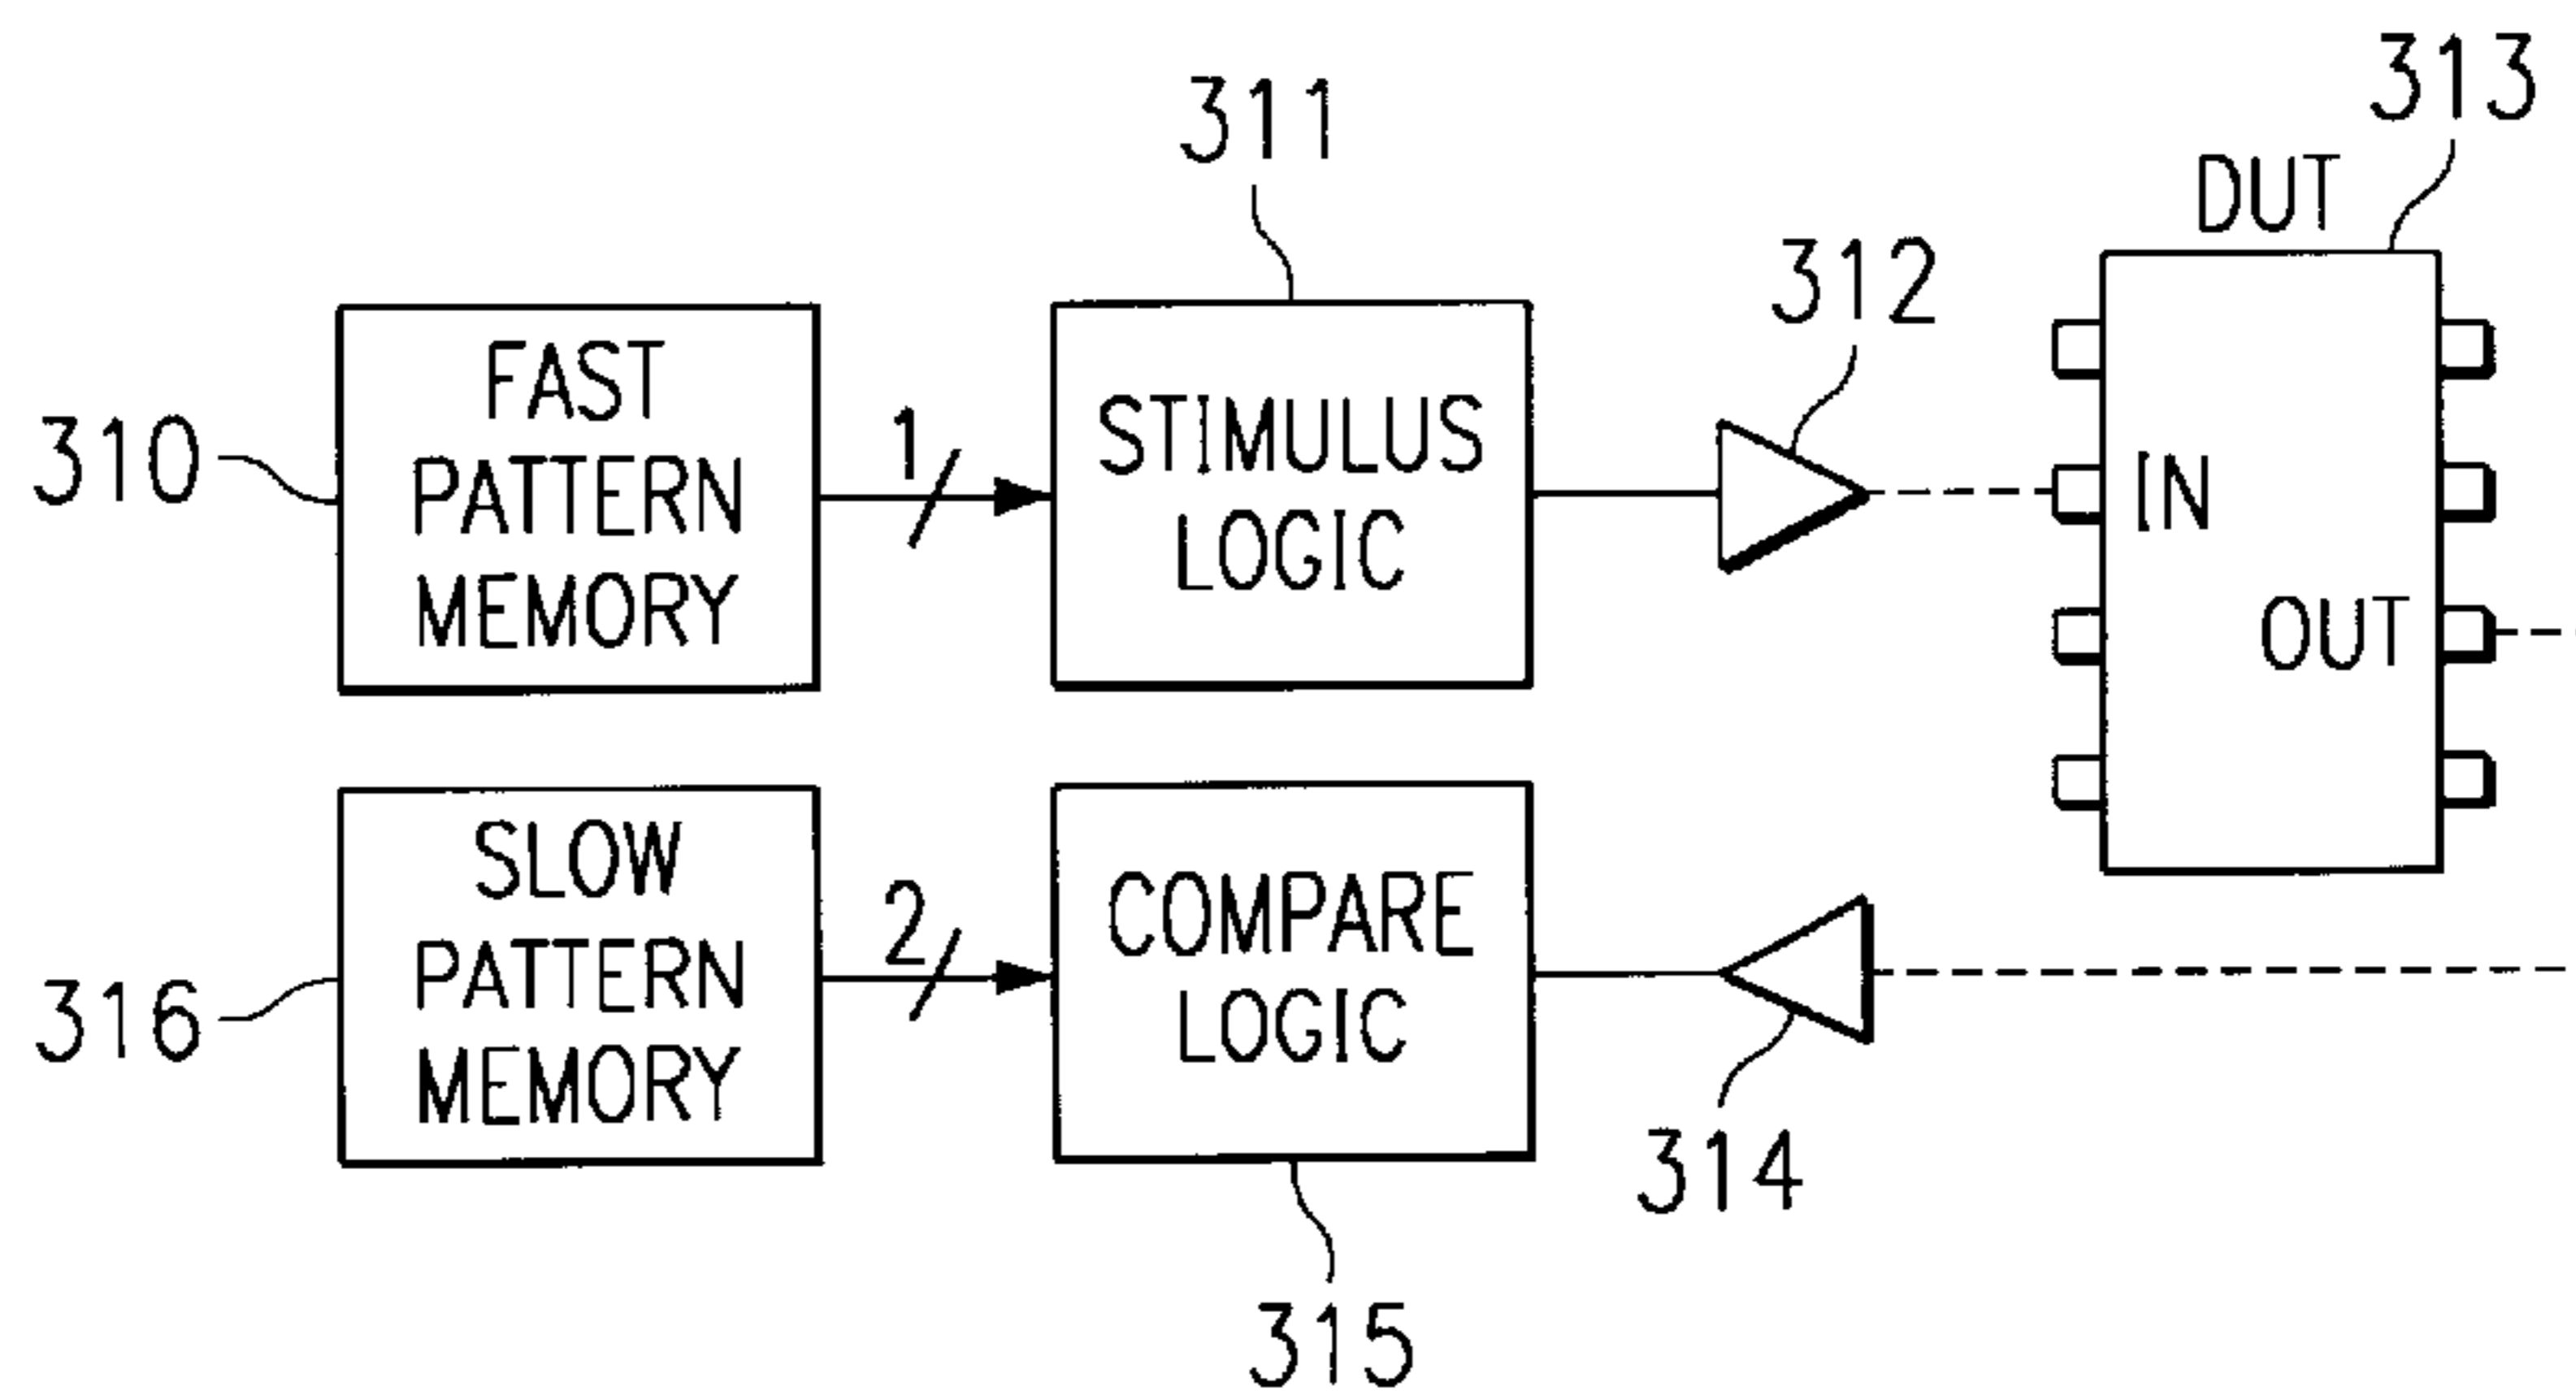 313
311
DUT
312
FAST
PATTERN
MEMORY
310
1
STIMULUS
LOGIC
IN
OUT
SLOW
PATTERN
MEMORY
316
2
COMPARE
LOGIC
314
315